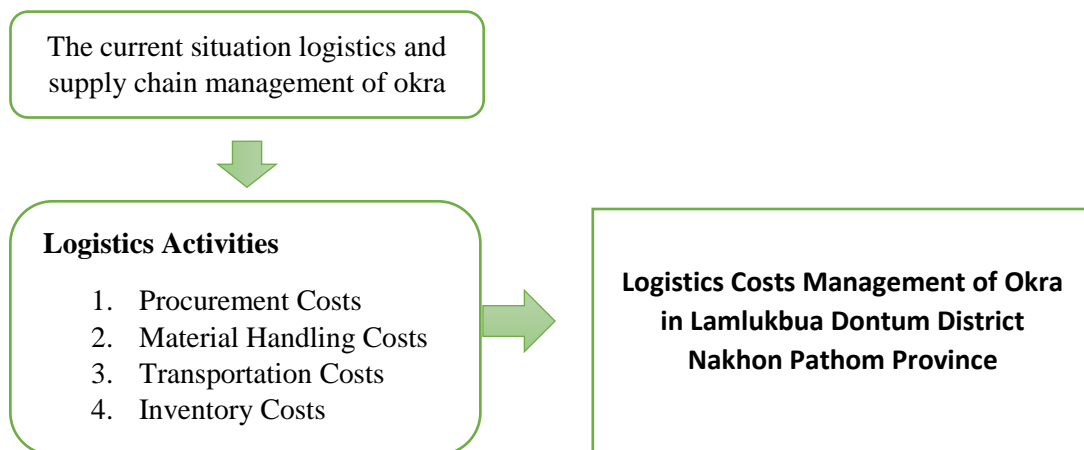 The current situation logistics and
supply chain management of okra
Logistics Activities
1. Procurement Costs
2. Material Handling Costs
3. Transportation Costs
4. Inventory Costs
Logistics Costs Management of Okra
in Lamlukbua Dontum District
Nakhon Pathom Province